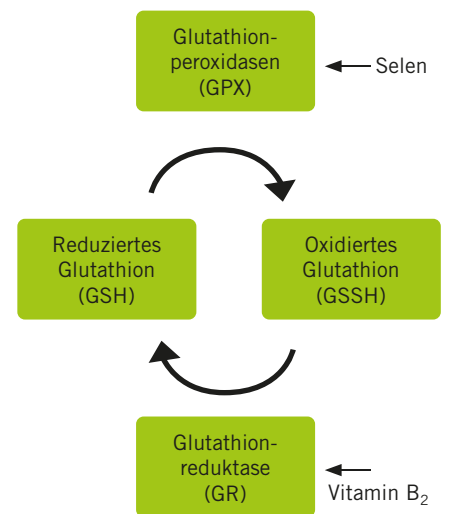 Glutathion-
peroxidasen
(GPX)
Selen
Reduziertes
Glutathion
(GSH)
Oxidiertes
Glutathion
(GSSH)
Glutathion-
reduktase
(GR)
Vitamin B₂